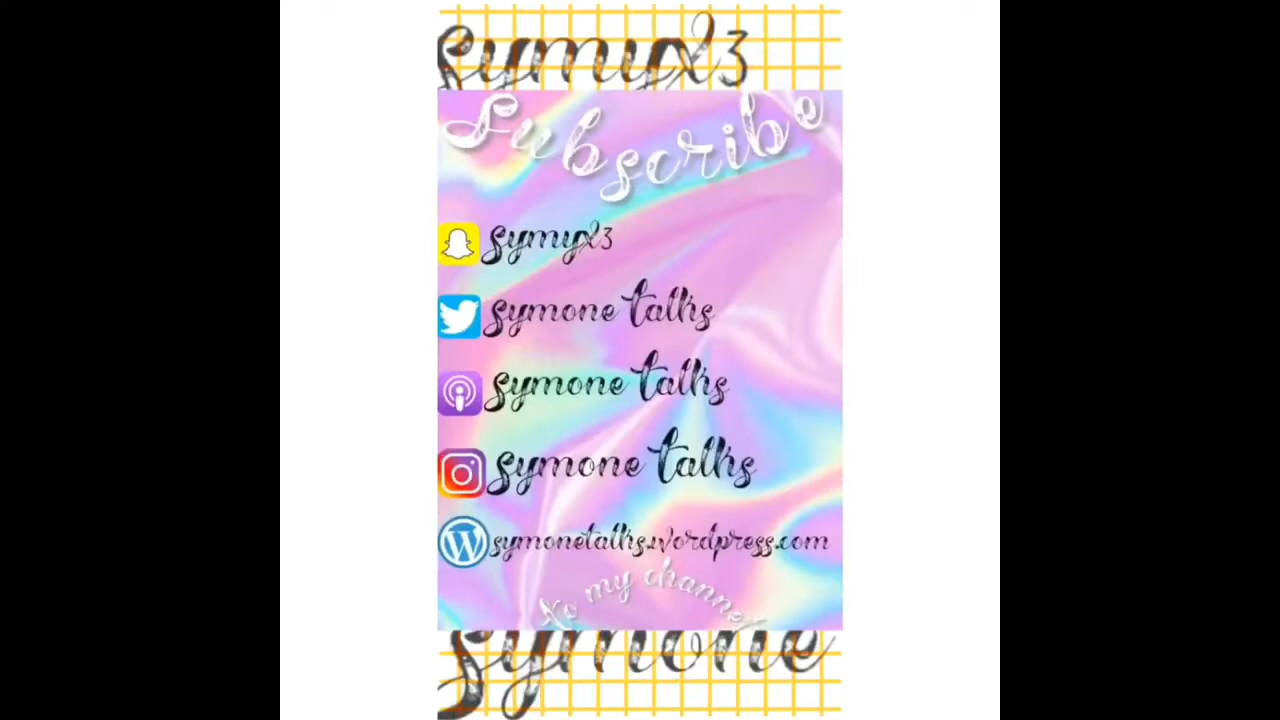 symyx3
Subscribe
symyx3
symone talks
symone talks
symone talks
symonetalks.wordpress.com
to my channel
symone